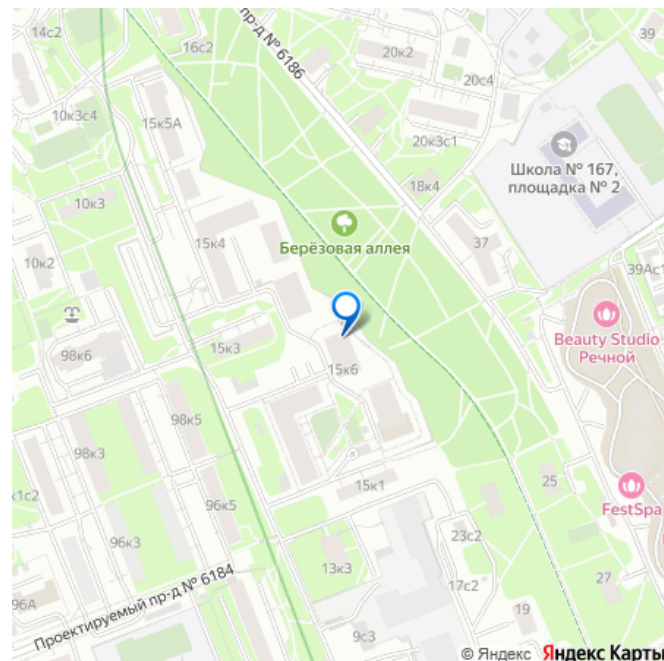 14с2
16с2
пр-д № 6186
20к2
39
20с4
10к3с4
15к5А
20к3с1
Школа № 167,
площадка № 2
18к4
10к3
15к4
Берёзовая аллея
37
10к2
39Ас1
Beauty Studio
Речной
98к6
15к3
15к6
98к5
98к3
к1с2
96к5
15к1
25
FestSpa
96к3
23с2
13к3
17с2
27
96А
Проектируемый пр-д № 6184
19
9с3
© Яндекс Яндекс Карты